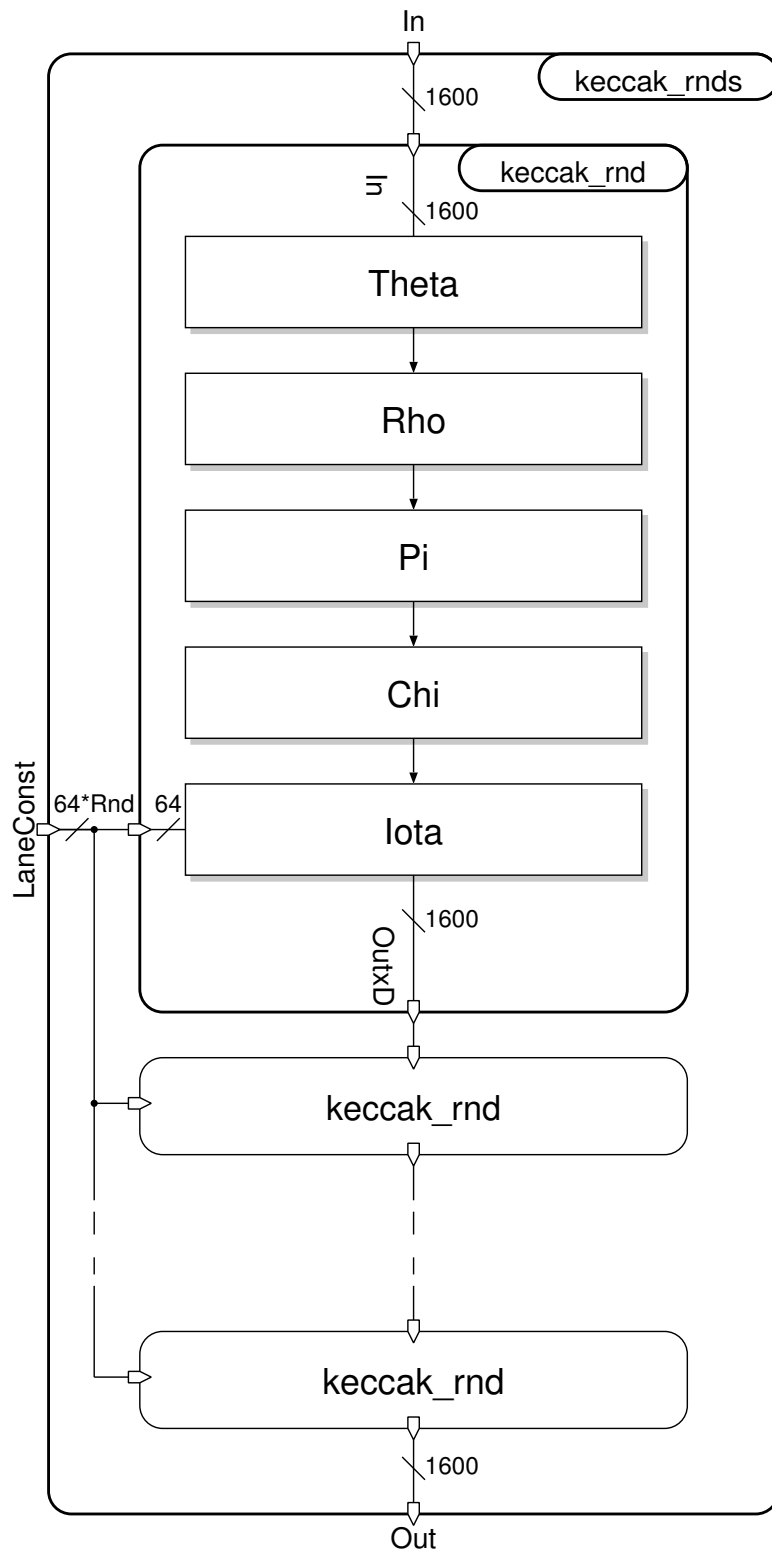 In
keccak_rnds
1600
keccak_rnd
In
1600
Theta
Rho
Pi
Chi
LaneConst
64*Rnd
64
Iota
1600
OutxD
keccak_rnd
keccak_rnd
1600
Out